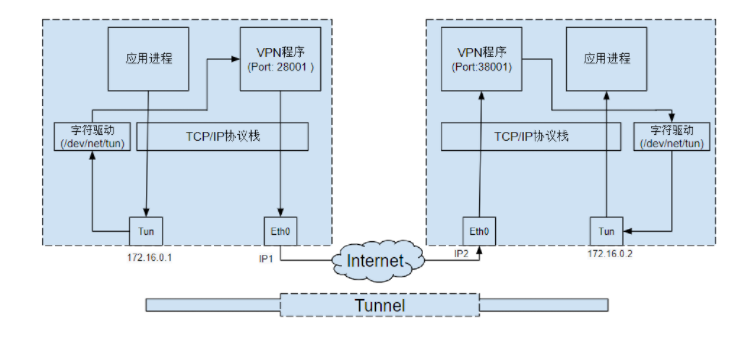 应用进程
VPN程序
(Port: 28001 )
字符驱动
(/dev/net/tun)
TCP/IP协议栈
Tun
Eth0
172.16.0.1
IP1
VPN程序
(Port:38001)
应用进程
TCP/IP协议栈
字符驱动
(/dev/net/tun)
Eth0
Tun
IP2
172.16.0.2
Internet
Tunnel